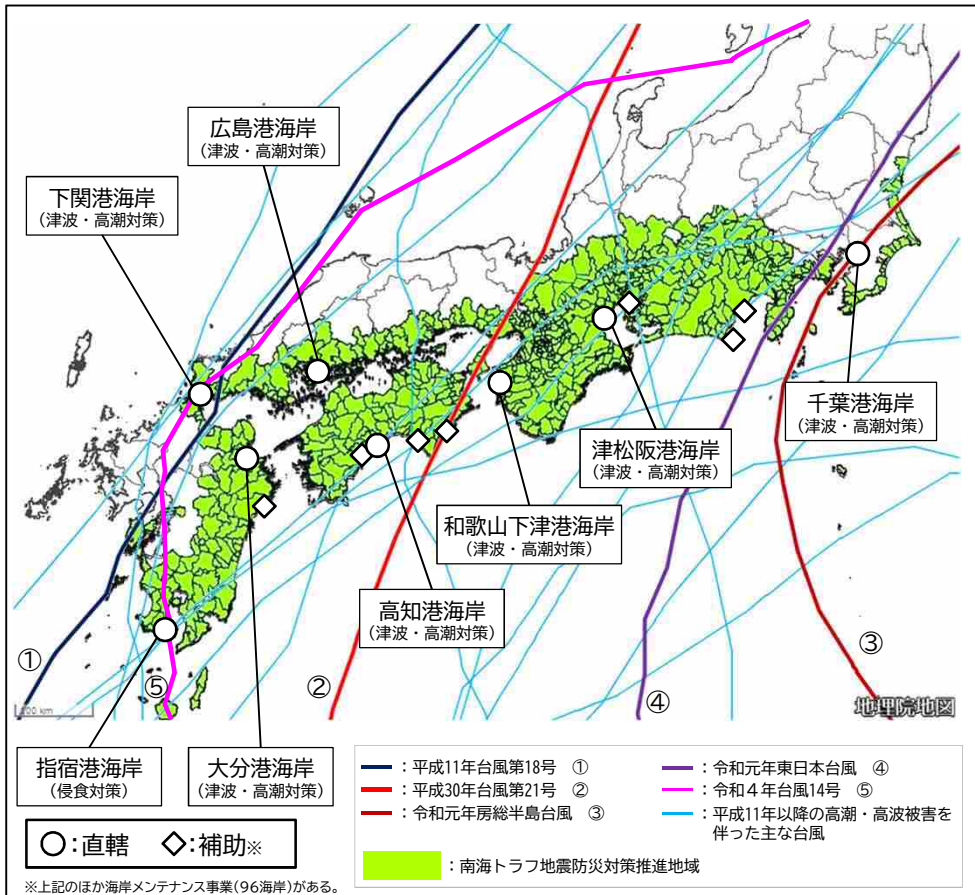 広島港海岸
(津波・高潮対策)
下関港海岸
(津波・高潮対策)
千葉港海岸
(津波・高潮対策)
津松阪港海岸
(津波・高潮対策)
和歌山下津港海岸
(津波・高潮対策)
高知港海岸
(津波・高潮対策)
①
⑤
②
④
③
100 km
地理院地図
指宿港海岸
(侵食対策)
大分港海岸
(津波・高潮対策)
○:直轄 ◇:補助※
※上記のほか海岸メンテナンス事業(96海岸)がある。
:平成11年台風第18号 ①
:平成30年台風第21号 ②
:令和元年房総半島台風 ③
:令和元年東日本台風 ④
:令和4年台風14号 ⑤
:平成11年以降の高潮・高波被害を
伴った主な台風
:南海トラフ地震防災対策推進地域